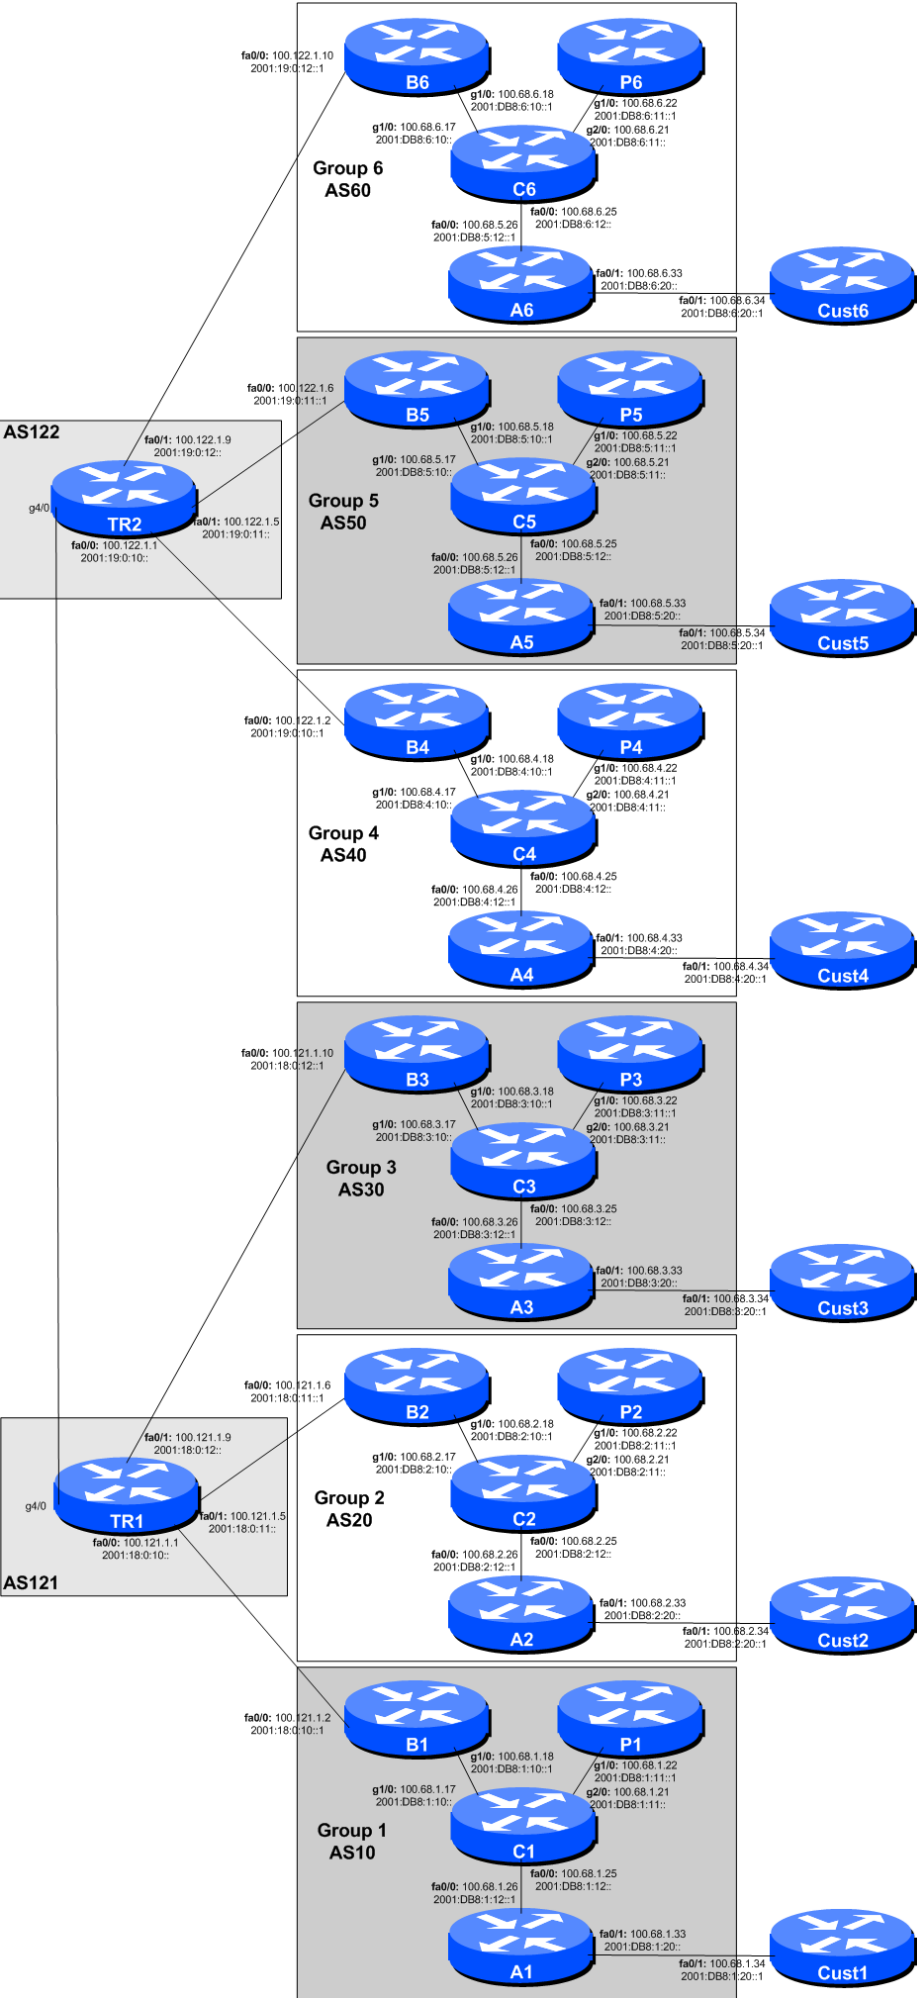 fa0/0: 100.122.1.10
2001:19:0:12::1
B6
P6
g1/0: 100.68.6.18
2001:DB8:6:10::1
g1/0: 100.68.6.22
2001:DB8:6:11::1
g1/0: 100.68.6.17
2001:DB8:6:10::
g2/0: 100.68.6.21
2001:DB8:6:11::
Group 6
AS60
C6
fa0/0: 100.68.6.25
2001:DB8:6:12::
fa0/0: 100.68.5.26
2001:DB8:5:12::1
A6
fa0/1: 100.68.6.33
2001:DB8:6:20::
fa0/1: 100.68.6.34
2001:DB8:6:20::1
Cust6
fa0/0: 100.122.1.6
2001:19:0:11::1
B5
P5
g1/0: 100.68.5.18
2001:DB8:5:10::1
g1/0: 100.68.5.22
2001:DB8:5:11::1
g1/0: 100.68.5.17
2001:DB8:5:10::
g2/0: 100.68.5.21
2001:DB8:5:11::
AS122
fa0/1: 100.122.1.9
2001:19:0:12::
g4/0
TR2
fa0/1: 100.122.1.5
2001:19:0:11::
fa0/0: 100.122.1.1
2001:19:0:10::
Group 5
AS50
C5
fa0/0: 100.68.5.25
2001:DB8:5:12::
fa0/0: 100.68.5.26
2001:DB8:5:12::1
A5
fa0/1: 100.68.5.33
2001:DB8:5:20::
fa0/1: 100.68.5.34
2001:DB8:5:20::1
Cust5
fa0/0: 100.122.1.2
2001:19:0:10::1
B4
P4
g1/0: 100.68.4.18
2001:DB8:4:10::1
g1/0: 100.68.4.22
2001:DB8:4:11::1
g1/0: 100.68.4.17
2001:DB8:4:10::
g2/0: 100.68.4.21
2001:DB8:4:11::
Group 4
AS40
C4
fa0/0: 100.68.4.25
2001:DB8:4:12::
fa0/0: 100.68.4.26
2001:DB8:4:12::1
A4
fa0/1: 100.68.4.33
2001:DB8:4:20::
fa0/1: 100.68.4.34
2001:DB8:4:20::1
Cust4
fa0/0: 100.121.1.10
2001:18:0:12::1
B3
P3
g1/0: 100.68.3.18
2001:DB8:3:10::1
g1/0: 100.68.3.22
2001:DB8:3:11::1
g1/0: 100.68.3.17
2001:DB8:3:10::
g2/0: 100.68.3.21
2001:DB8:3:11::
Group 3
AS30
C3
fa0/0: 100.68.3.25
2001:DB8:3:12::
fa0/0: 100.68.3.26
2001:DB8:3:12::1
A3
fa0/1: 100.68.3.33
2001:DB8:3:20::
fa0/1: 100.68.3.34
2001:DB8:3:20::1
Cust3
fa0/0: 100.121.1.6
2001:18:0:11::1
B2
P2
g1/0: 100.68.2.18
2001:DB8:2:10::1
g1/0: 100.68.2.22
2001:DB8:2:11::1
g1/0: 100.68.2.17
2001:DB8:2:10::
g2/0: 100.68.2.21
2001:DB8:2:11::
fa0/1: 100.121.1.9
2001:18:0:12::
g4/0
TR1
fa0/1: 100.121.1.5
2001:18:0:11::
fa0/0: 100.121.1.1
2001:18:0:10::
AS121
Group 2
AS20
C2
fa0/0: 100.68.2.25
2001:DB8:2:12::
fa0/0: 100.68.2.26
2001:DB8:2:12::1
A2
fa0/1: 100.68.2.33
2001:DB8:2:20::
fa0/1: 100.68.2.34
2001:DB8:2:20::1
Cust2
fa0/0: 100.121.1.2
2001:18:0:10::1
B1
P1
g1/0: 100.68.1.18
2001:DB8:1:10::1
g1/0: 100.68.1.22
2001:DB8:1:11::1
g1/0: 100.68.1.17
2001:DB8:1:10::
g2/0: 100.68.1.21
2001:DB8:1:11::
Group 1
AS10
C1
fa0/0: 100.68.1.25
2001:DB8:1:12::
fa0/0: 100.68.1.26
2001:DB8:1:12::1
A1
fa0/1: 100.68.1.33
2001:DB8:1:20::
fa0/1: 100.68.1.34
2001:DB8:1:20::1
Cust1